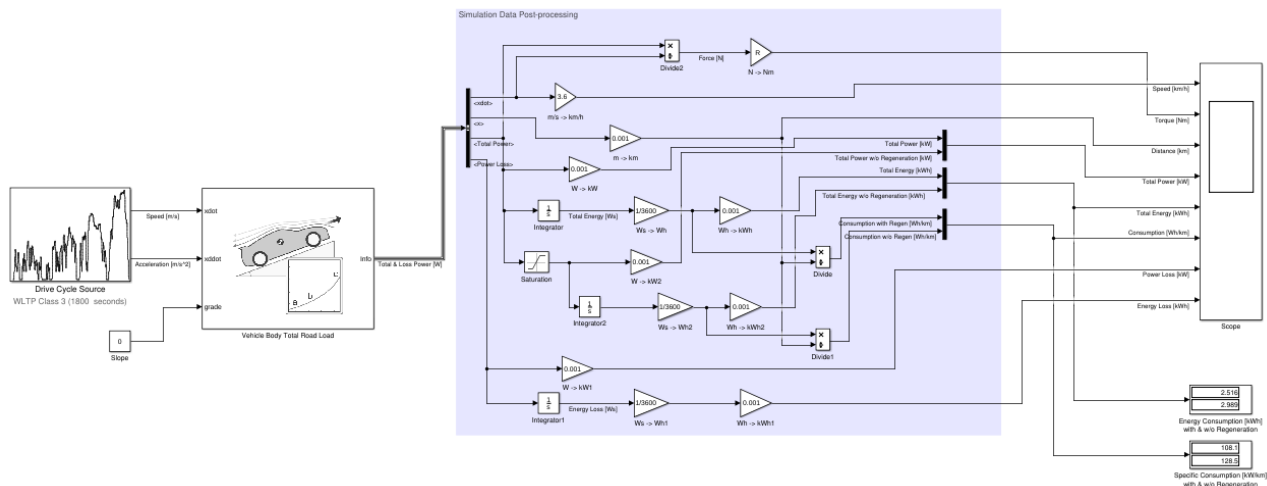 Simulation Data Post-processing
×
÷
Divide2
Force [N]
R
N -> Nm
<xdot>
3.6
m/s -> km/h
Speed [km/h]
<x>
0.001
m -> km
Torque [Nm]
<Total Power>
Total Power [kW]
Distance [km]
<Power Loss>
0.001
W -> kW
Total Power w/o Regeneration [kW]
Total Energy [kWh]
Total Power [kW]
1
s
Integrator
Total Energy [Ws]
1/3600
Ws -> Wh
0.001
Wh -> kWh
Total Energy w/o Regeneration [kWh]
Total Energy [kWh]
Consumption with Regen [Wh/km]
Consumption w/o Regen [Wh/km]
Consumption [Wh/km]
xdot
Speed [m/s]
xddot
Acceleration [m/s^2]
Info
Total & Loss Power [W]
Saturation
0.001
W -> kW2
×
÷
Divide
Power Loss [kW]
Drive Cycle Source
WLTP Class 3 (1800 seconds)
grade
Vehicle Body Total Road Load
0
Slope
1
s
Integrator2
1/3600
Ws -> Wh2
0.001
Wh -> kWh2
Energy Loss [kWh]
Scope
×
÷
Divide1
0.001
W -> kW1
1
s
Integrator1
Energy Loss [Ws]
1/3600
Ws -> Wh1
0.001
Wh -> kWh1
2.516
2.989
Energy Consumption [kWh]
with & w/o Regeneration
108.1
128.5
Specific Consumption [kW/km]
with & w/o Regeneration